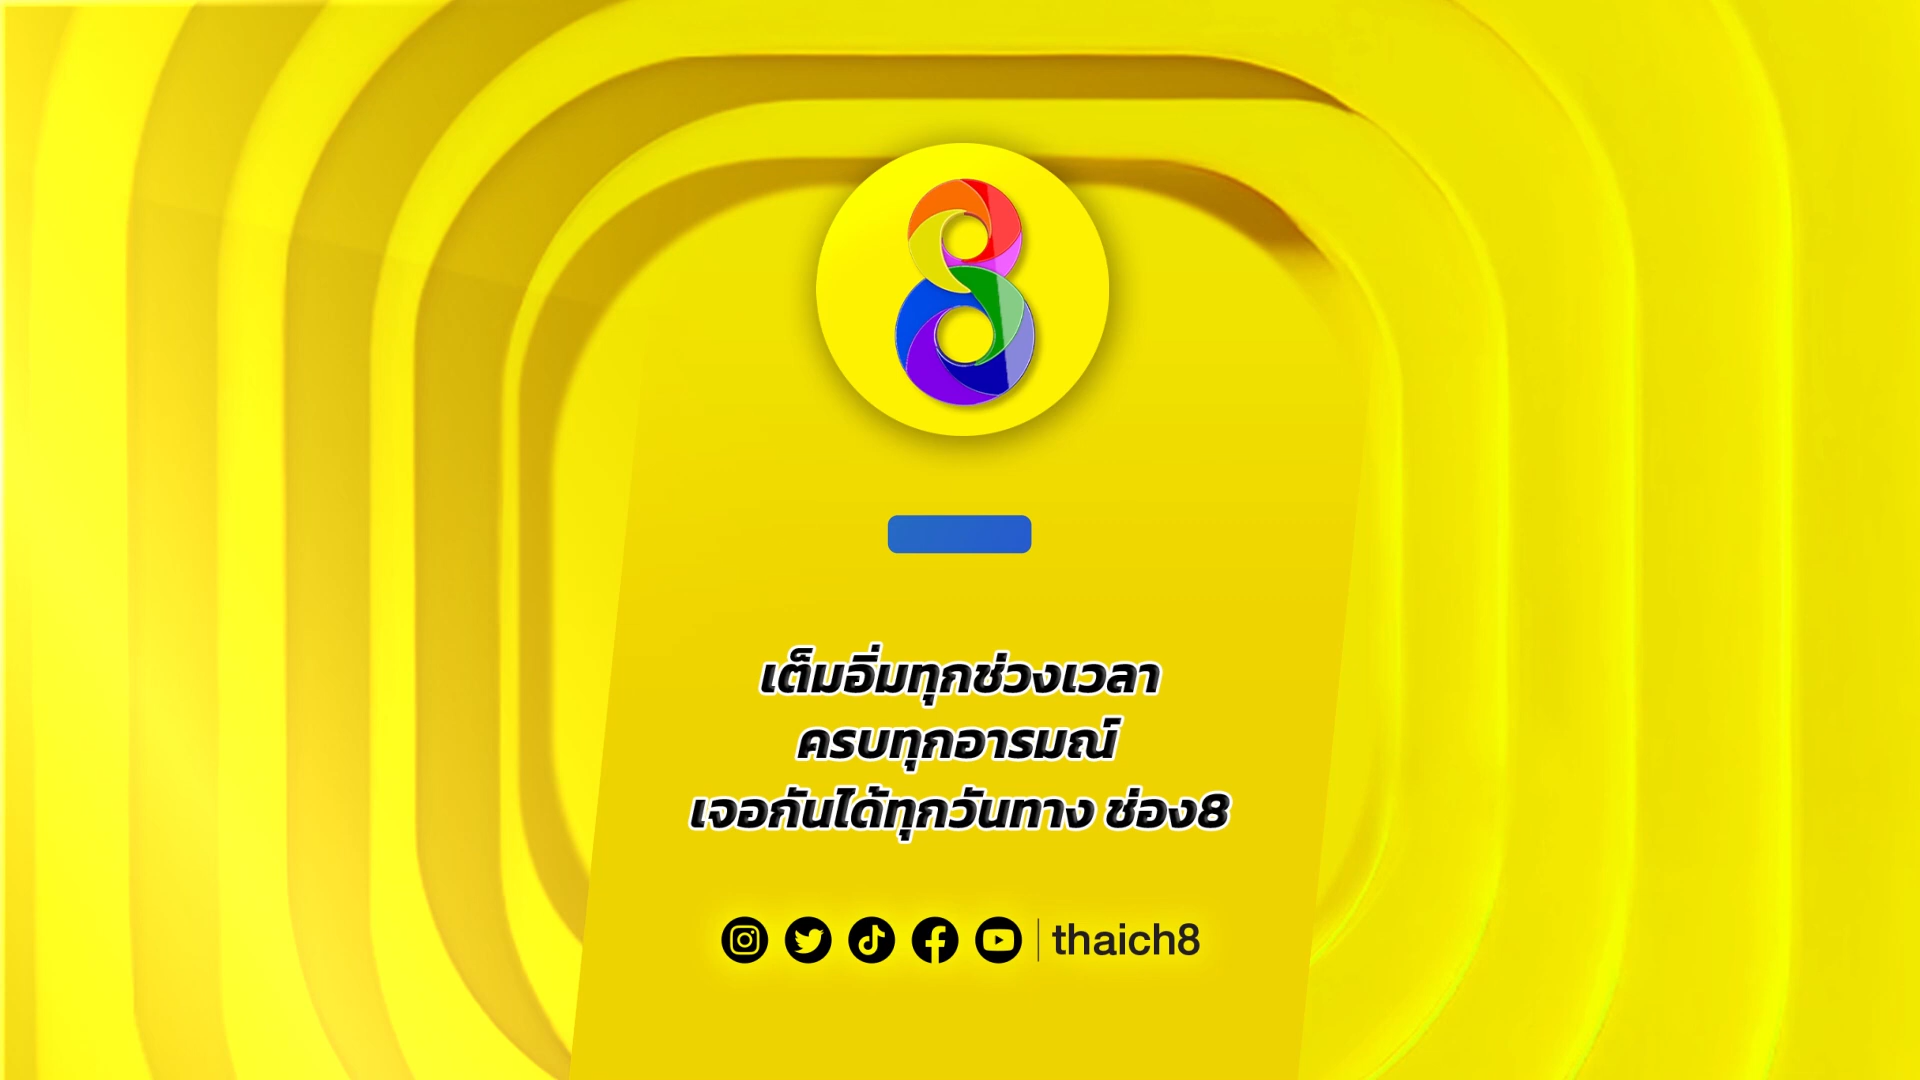 8
เต็มอิ่มทุกช่วงเวลา
ครบทุกอารมณ์
เจอกันได้ทุกวันทาง ช่อง8
thaich8